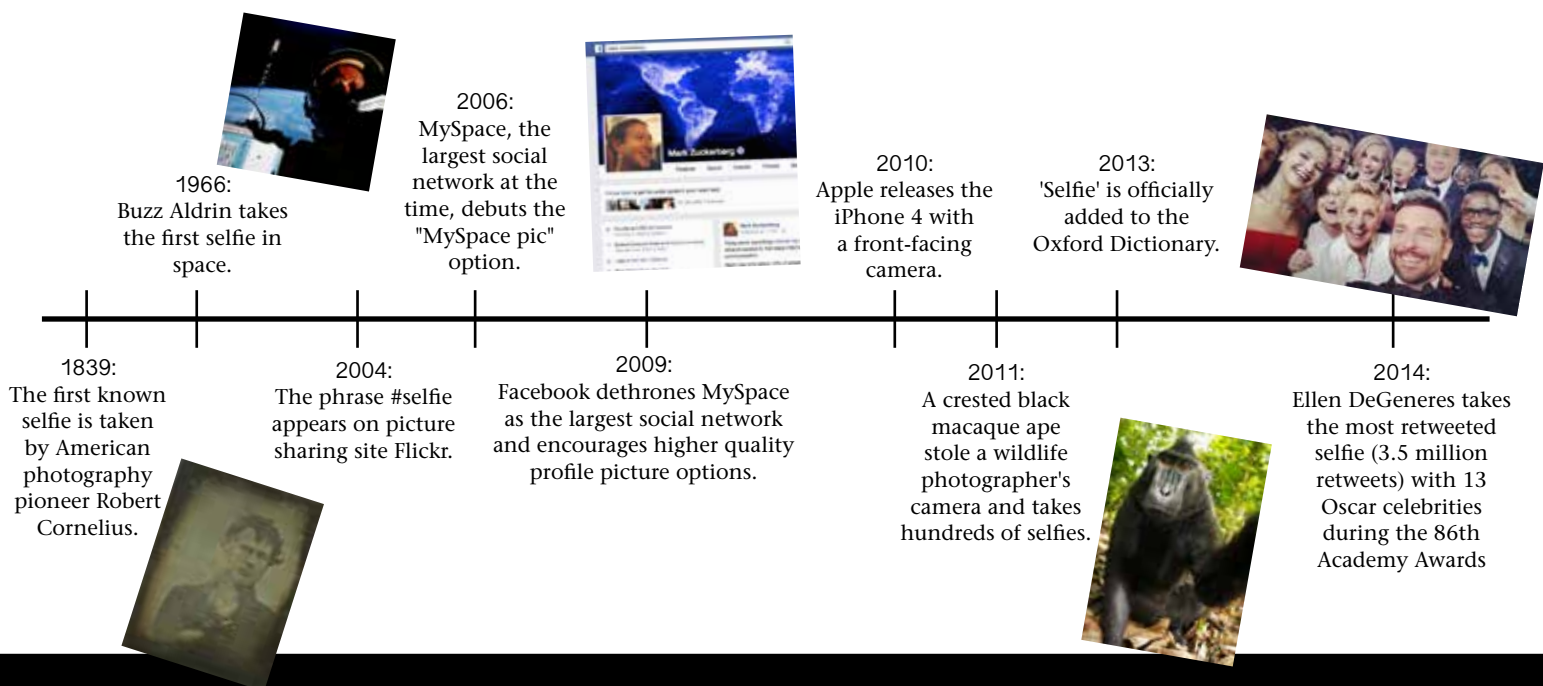 1839:
The first known
selfie is taken
by American
photography
pioneer Robert
Cornelius.
1966:
Buzz Aldrin takes
the first selfie in
space.
2004:
The phrase #selfie
appears on picture
sharing site Flickr.
2006:
MySpace, the
largest social
network at the
time, debuts the
"MySpace pic"
option.
Mark Zuckerberg
2009:
Facebook dethrones MySpace
as the largest social network
and encourages higher quality
profile picture options.
2010:
Apple releases the
iPhone 4 with
a front-facing
camera.
2011:
A crested black
macaque ape
stole a wildlife
photographer's
camera and takes
hundreds of selfies.
2013:
'Selfie' is officially
added to the
Oxford Dictionary.
2014:
Ellen DeGeneres takes
the most retweeted
selfie (3.5 million
retweets) with 13
Oscar celebrities
during the 86th
Academy Awards